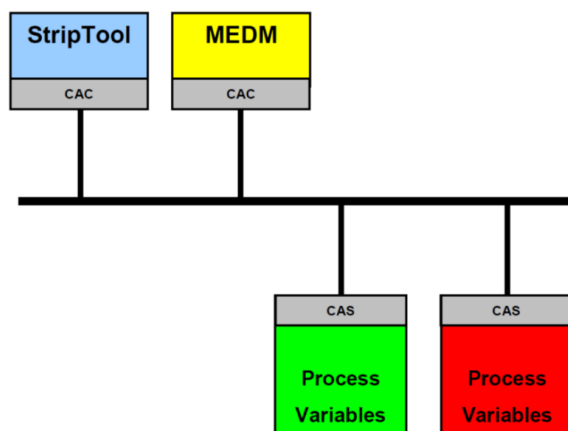 StripTool
MEDM
CAC
CAC
CAS
CAS
Process
Variables
Process
Variables